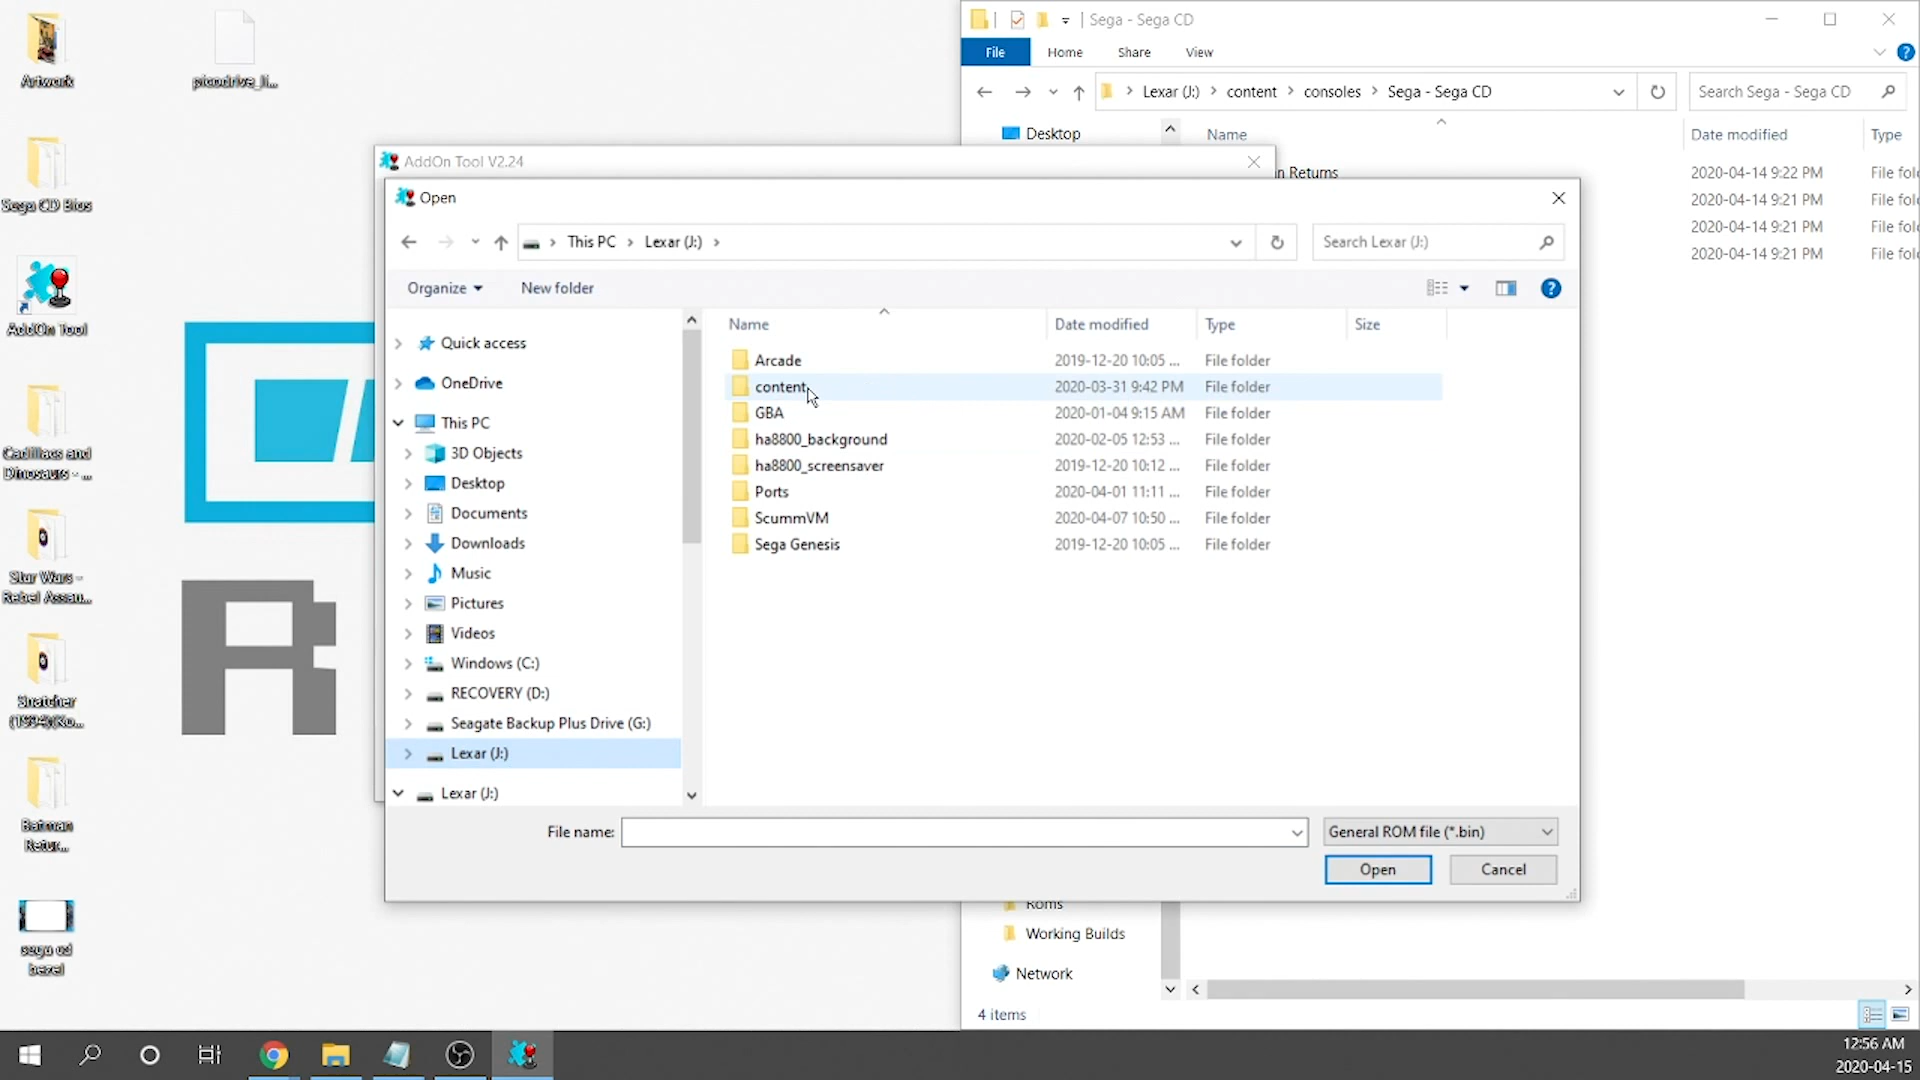 Artwork
picodrive_li...
Sega CD Bios
AddOn Tool
Cadillacs and
Dinosaurs - ...
Star Wars -
Rebel Assau...
Snatcher
(1994)(Ko...
Batman
Retur...
sega cd
bezel
R
Sega - Sega CD
File
Home
Share
View
Lexar (J:)
content
consoles
Sega - Sega CD
Search Sega - Sega CD
Desktop
Name
Date modified
Type
n Returns
2020-04-14 9:22 PM
File fol
2020-04-14 9:21 PM
File fol
2020-04-14 9:21 PM
File fol
2020-04-14 9:21 PM
File fol
AddOn Tool V2.24
Open
This PC
Lexar (J:)
Search Lexar (J:)
Organize
New folder
Quick access
OneDrive
This PC
3D Objects
Desktop
Documents
Downloads
Music
Pictures
Videos
Windows (C:)
RECOVERY (D:)
Seagate Backup Plus Drive (G:)
Lexar (J:)
Lexar (J:)
Name
Date modified
Type
Size
Arcade
2019-12-20 10:05 ...
File folder
content
2020-03-31 9:42 PM
File folder
GBA
2020-01-04 9:15 AM
File folder
ha8800_background
2020-02-05 12:53 ...
File folder
ha8800_screensaver
2019-12-20 10:12 ...
File folder
Ports
2020-04-01 11:11 ...
File folder
ScummVM
2020-04-07 10:50 ...
File folder
Sega Genesis
2019-12-20 10:05 ...
File folder
File name:
General ROM file (*.bin)
Open
Cancel
Roms
Working Builds
Network
4 items
12:56 AM
2020-04-15